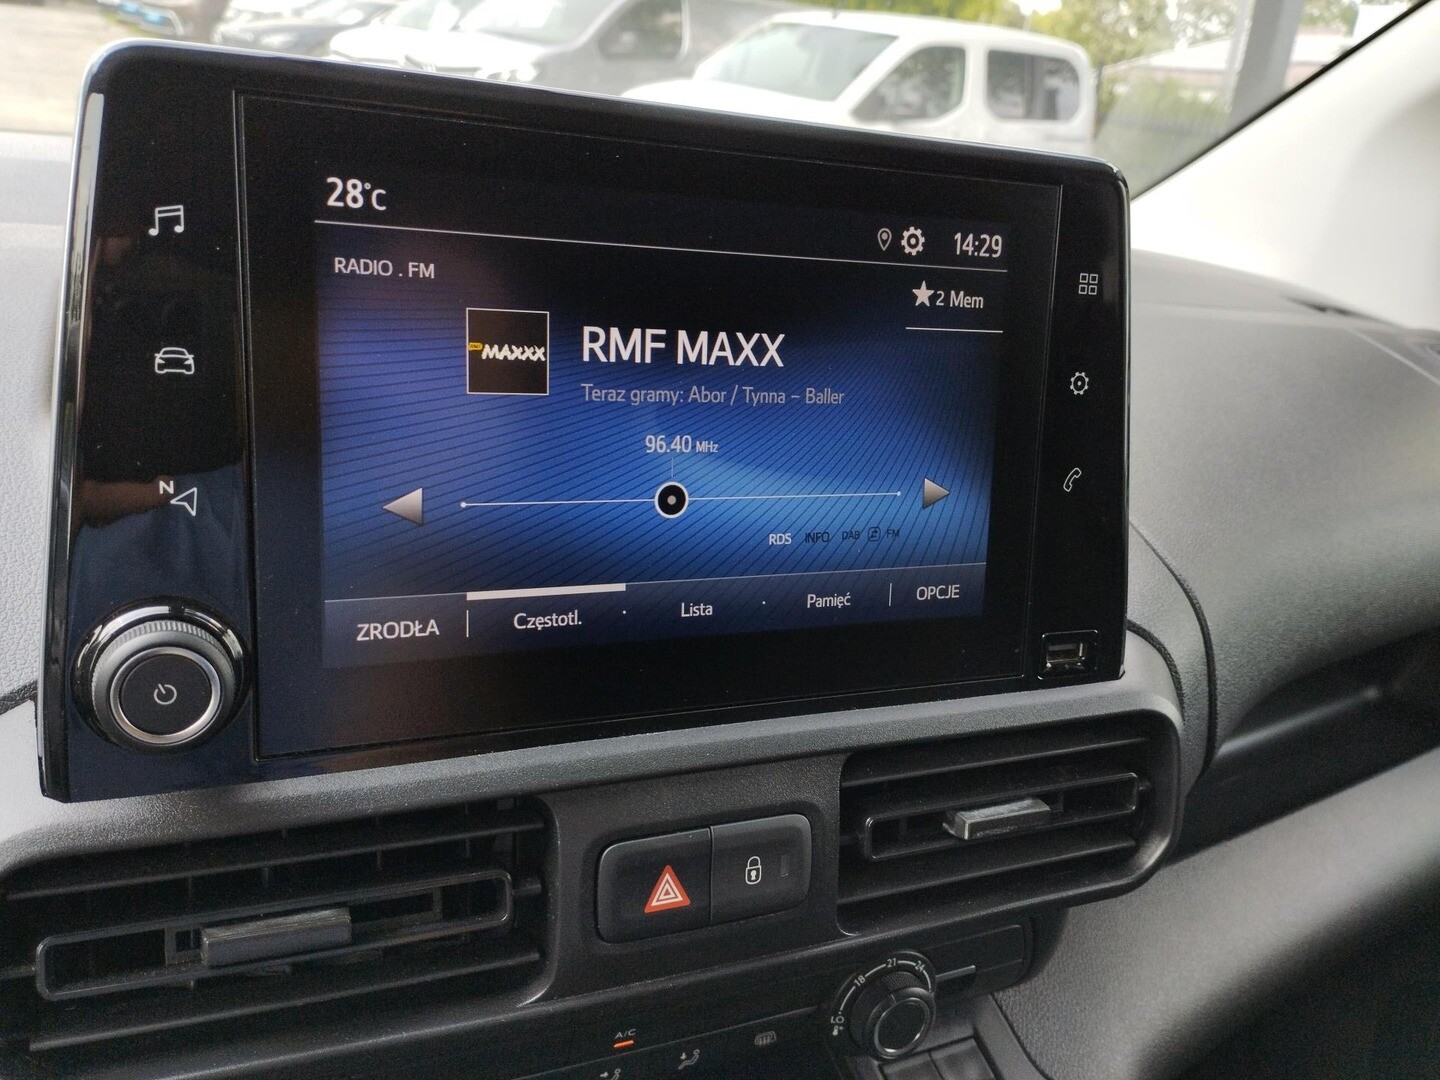 28°C
14:29
RADIO . FM
2 Mem
MAXXX
RMF MAXX
Teraz gramy: Abor / Tynna – Baller
96.40 MHz
RDS INFO DAB FM
ZRODŁA Częstotl. · Lista · Pamięć OPCJE
N
LO 18 21 24
A/C